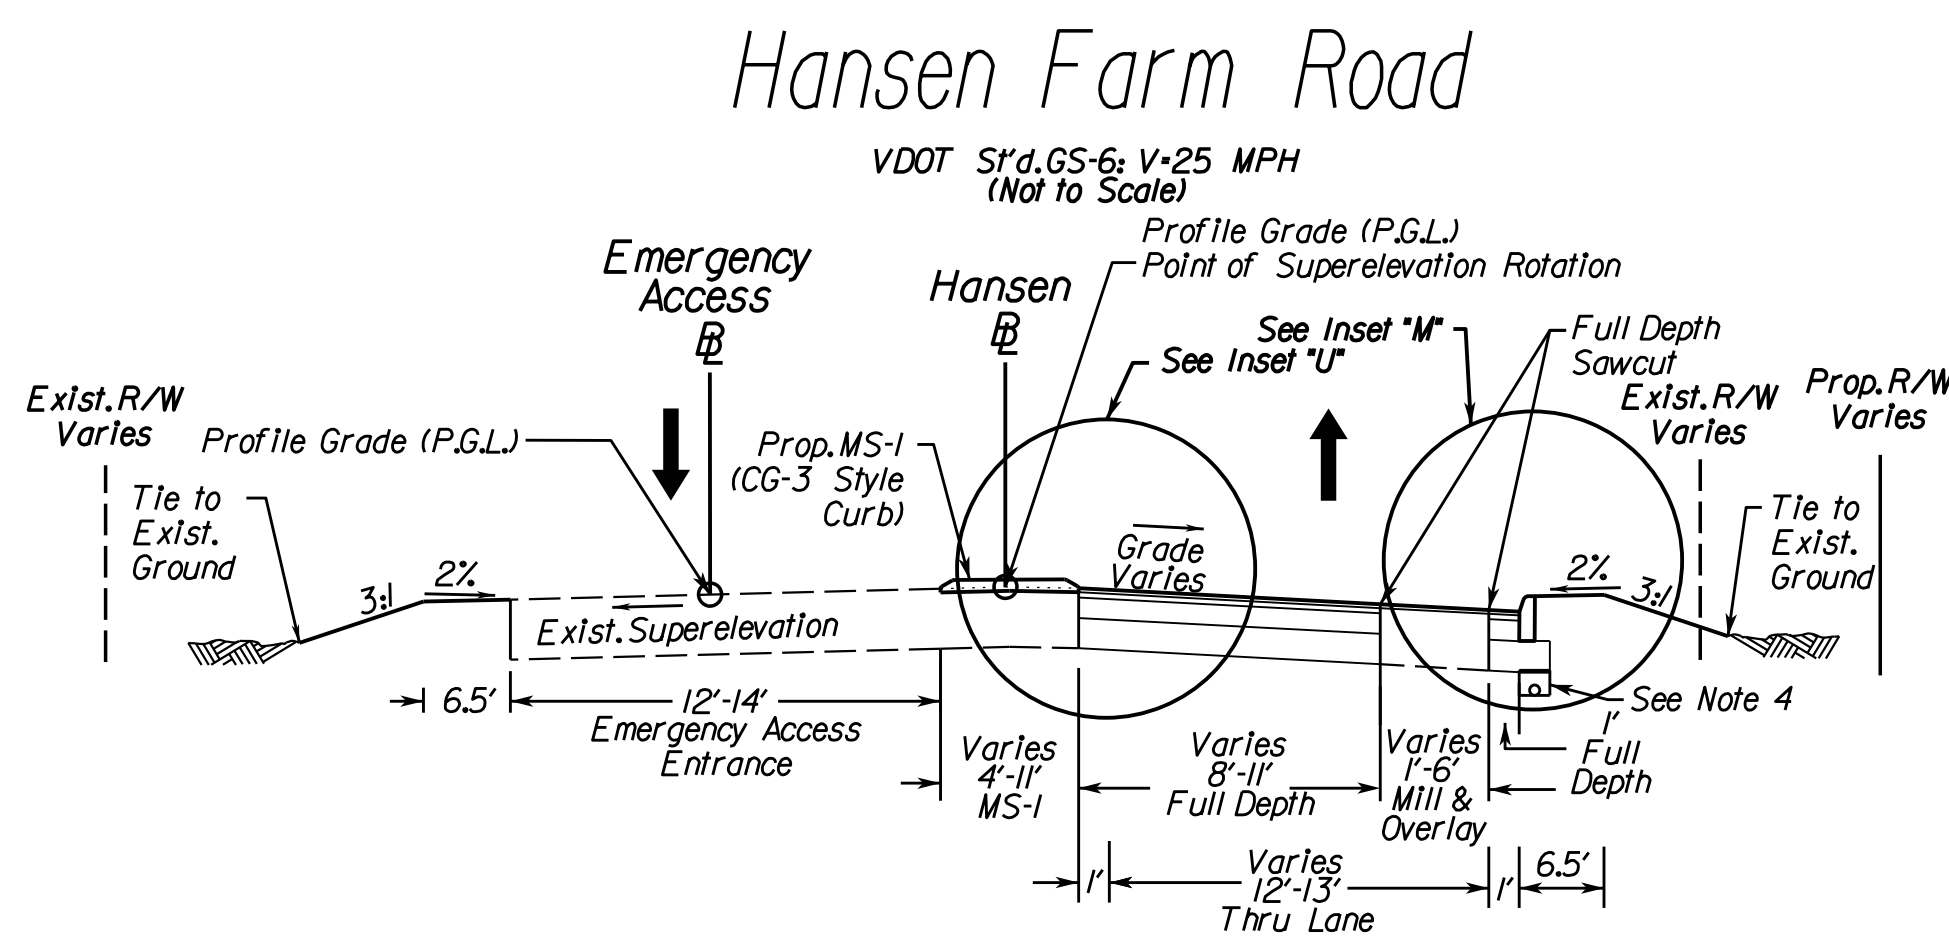 Hansen Farm Road
VDOT St'd. GS-6: V=25 MPH
(Not to Scale)
Profile Grade (P.G.L.)
Point of Superelevation Rotation
Emergency
Access
BL
Hansen
BL
See Inset "M"
See Inset "U"
Full Depth
Sawcut
Exist. R/W
Varies
Prop. R/W
Varies
Exist. R/W
Varies
Profile Grade (P.G.L.)
Prop. MS-1
(CG-3 Style
Curb)
Tie to
Exist.
Ground
Tie to
Exist.
Ground
Grade
Varies
3:1
2%
2%
3:1
Exist. Superelevation
6.5'
12'-14'
Emergency Access
Entrance
See Note 4
Varies
4'-11'
MS-1
Varies
8'-11'
Full Depth
Varies
1'-6'
Mill &
Overlay
1'
Full
Depth
1'
Varies
12'-13'
Thru Lane
1'
6.5'